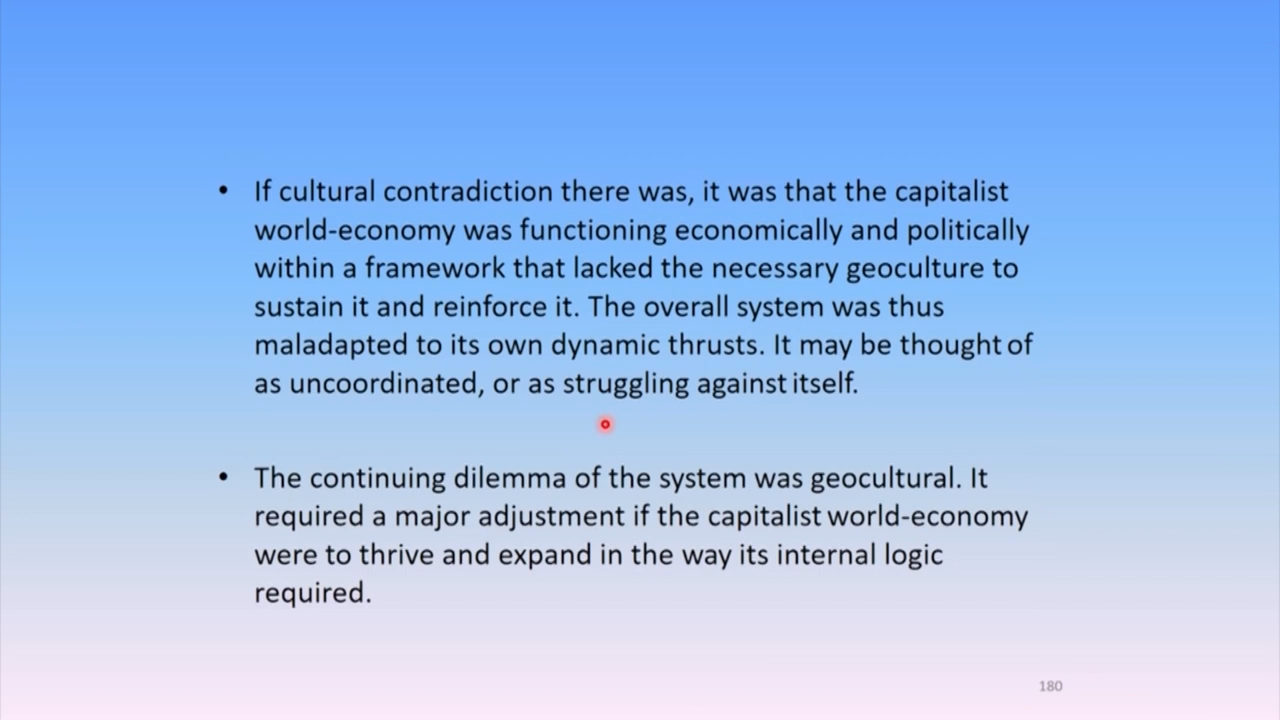 • If cultural contradiction there was, it was that the capitalist
world-economy was functioning economically and politically
within a framework that lacked the necessary geoculture to
sustain it and reinforce it. The overall system was thus
maladapted to its own dynamic thrusts. It may be thought of
as uncoordinated, or as struggling against itself.
• The continuing dilemma of the system was geocultural. It
required a major adjustment if the capitalist world-economy
were to thrive and expand in the way its internal logic
required.
180